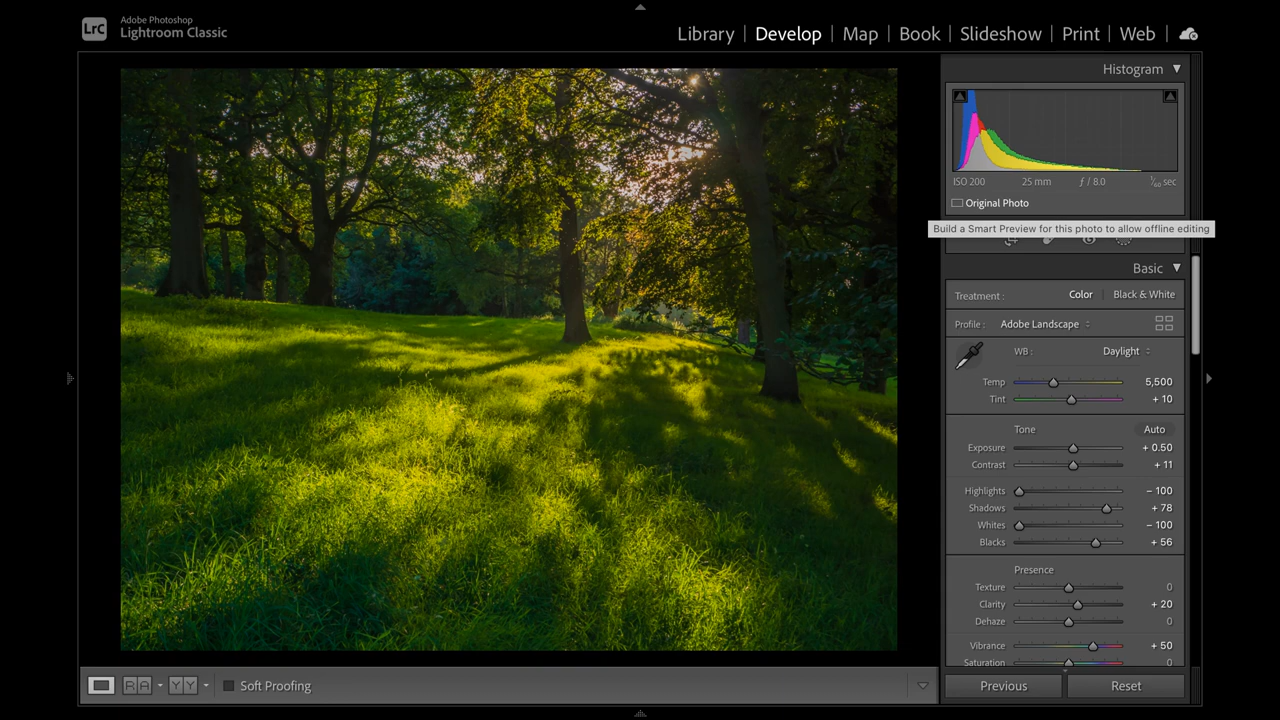 LrC
Adobe Photoshop
Lightroom Classic
Library | Develop | Map | Book | Slideshow | Print | Web |
Histogram
ISO 200 25 mm ƒ / 8.0 1/60 sec
Original Photo
Build a Smart Preview for this photo to allow offline editing
Basic
Treatment : Color | Black & White
Profile : Adobe Landscape
WB : Daylight
Temp 5,500
Tint + 10
Tone Auto
Exposure + 0.50
Contrast + 11
Highlights − 100
Shadows + 78
Whites − 100
Blacks + 56
Presence
Texture 0
Clarity + 20
Dehaze 0
Vibrance + 50
Saturation 0
R A Y Y Soft Proofing
Previous Reset